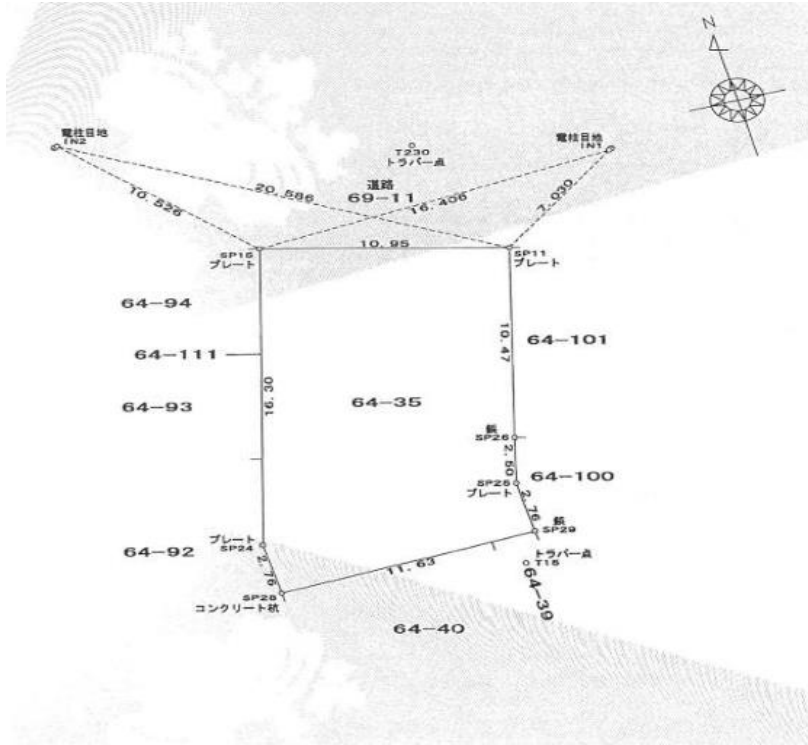 N
電柱目地
IN2
T230
トラバー点
電柱目地
IN1
道路
69-11
20.586
16.406
10.526
7.030
10.95
SP15
プレート
SP11
プレート
64-94
64-111
64-93
16.30
64-35
10.47
64-101
鋲
SP26
2.50
64-100
SP25
プレート
2.76
鋲
SP29
プレート
SP24
64-92
2.76
11.63
トラバー点
T15
64-39
SP28
コンクリート杭
64-40